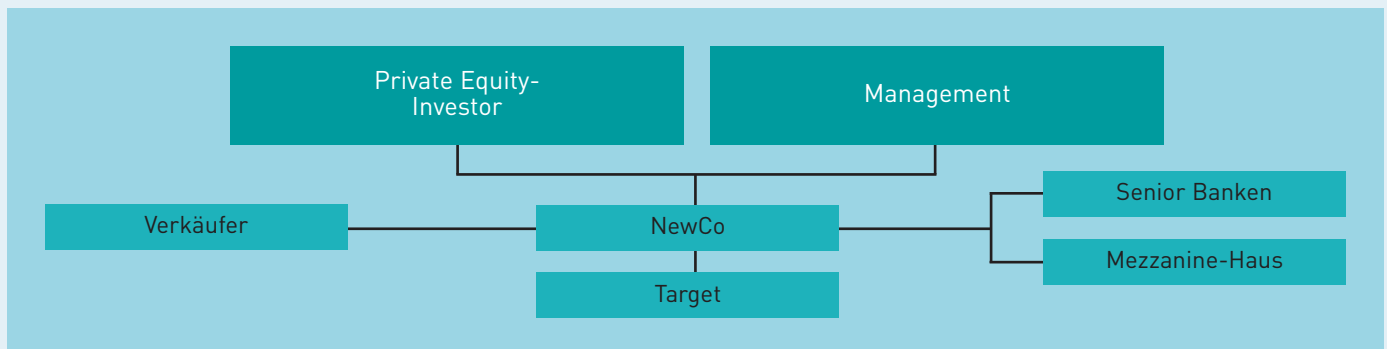 Private Equity-
Investor
Management
Senior Banken
Verkäufer
NewCo
Mezzanine-Haus
Target